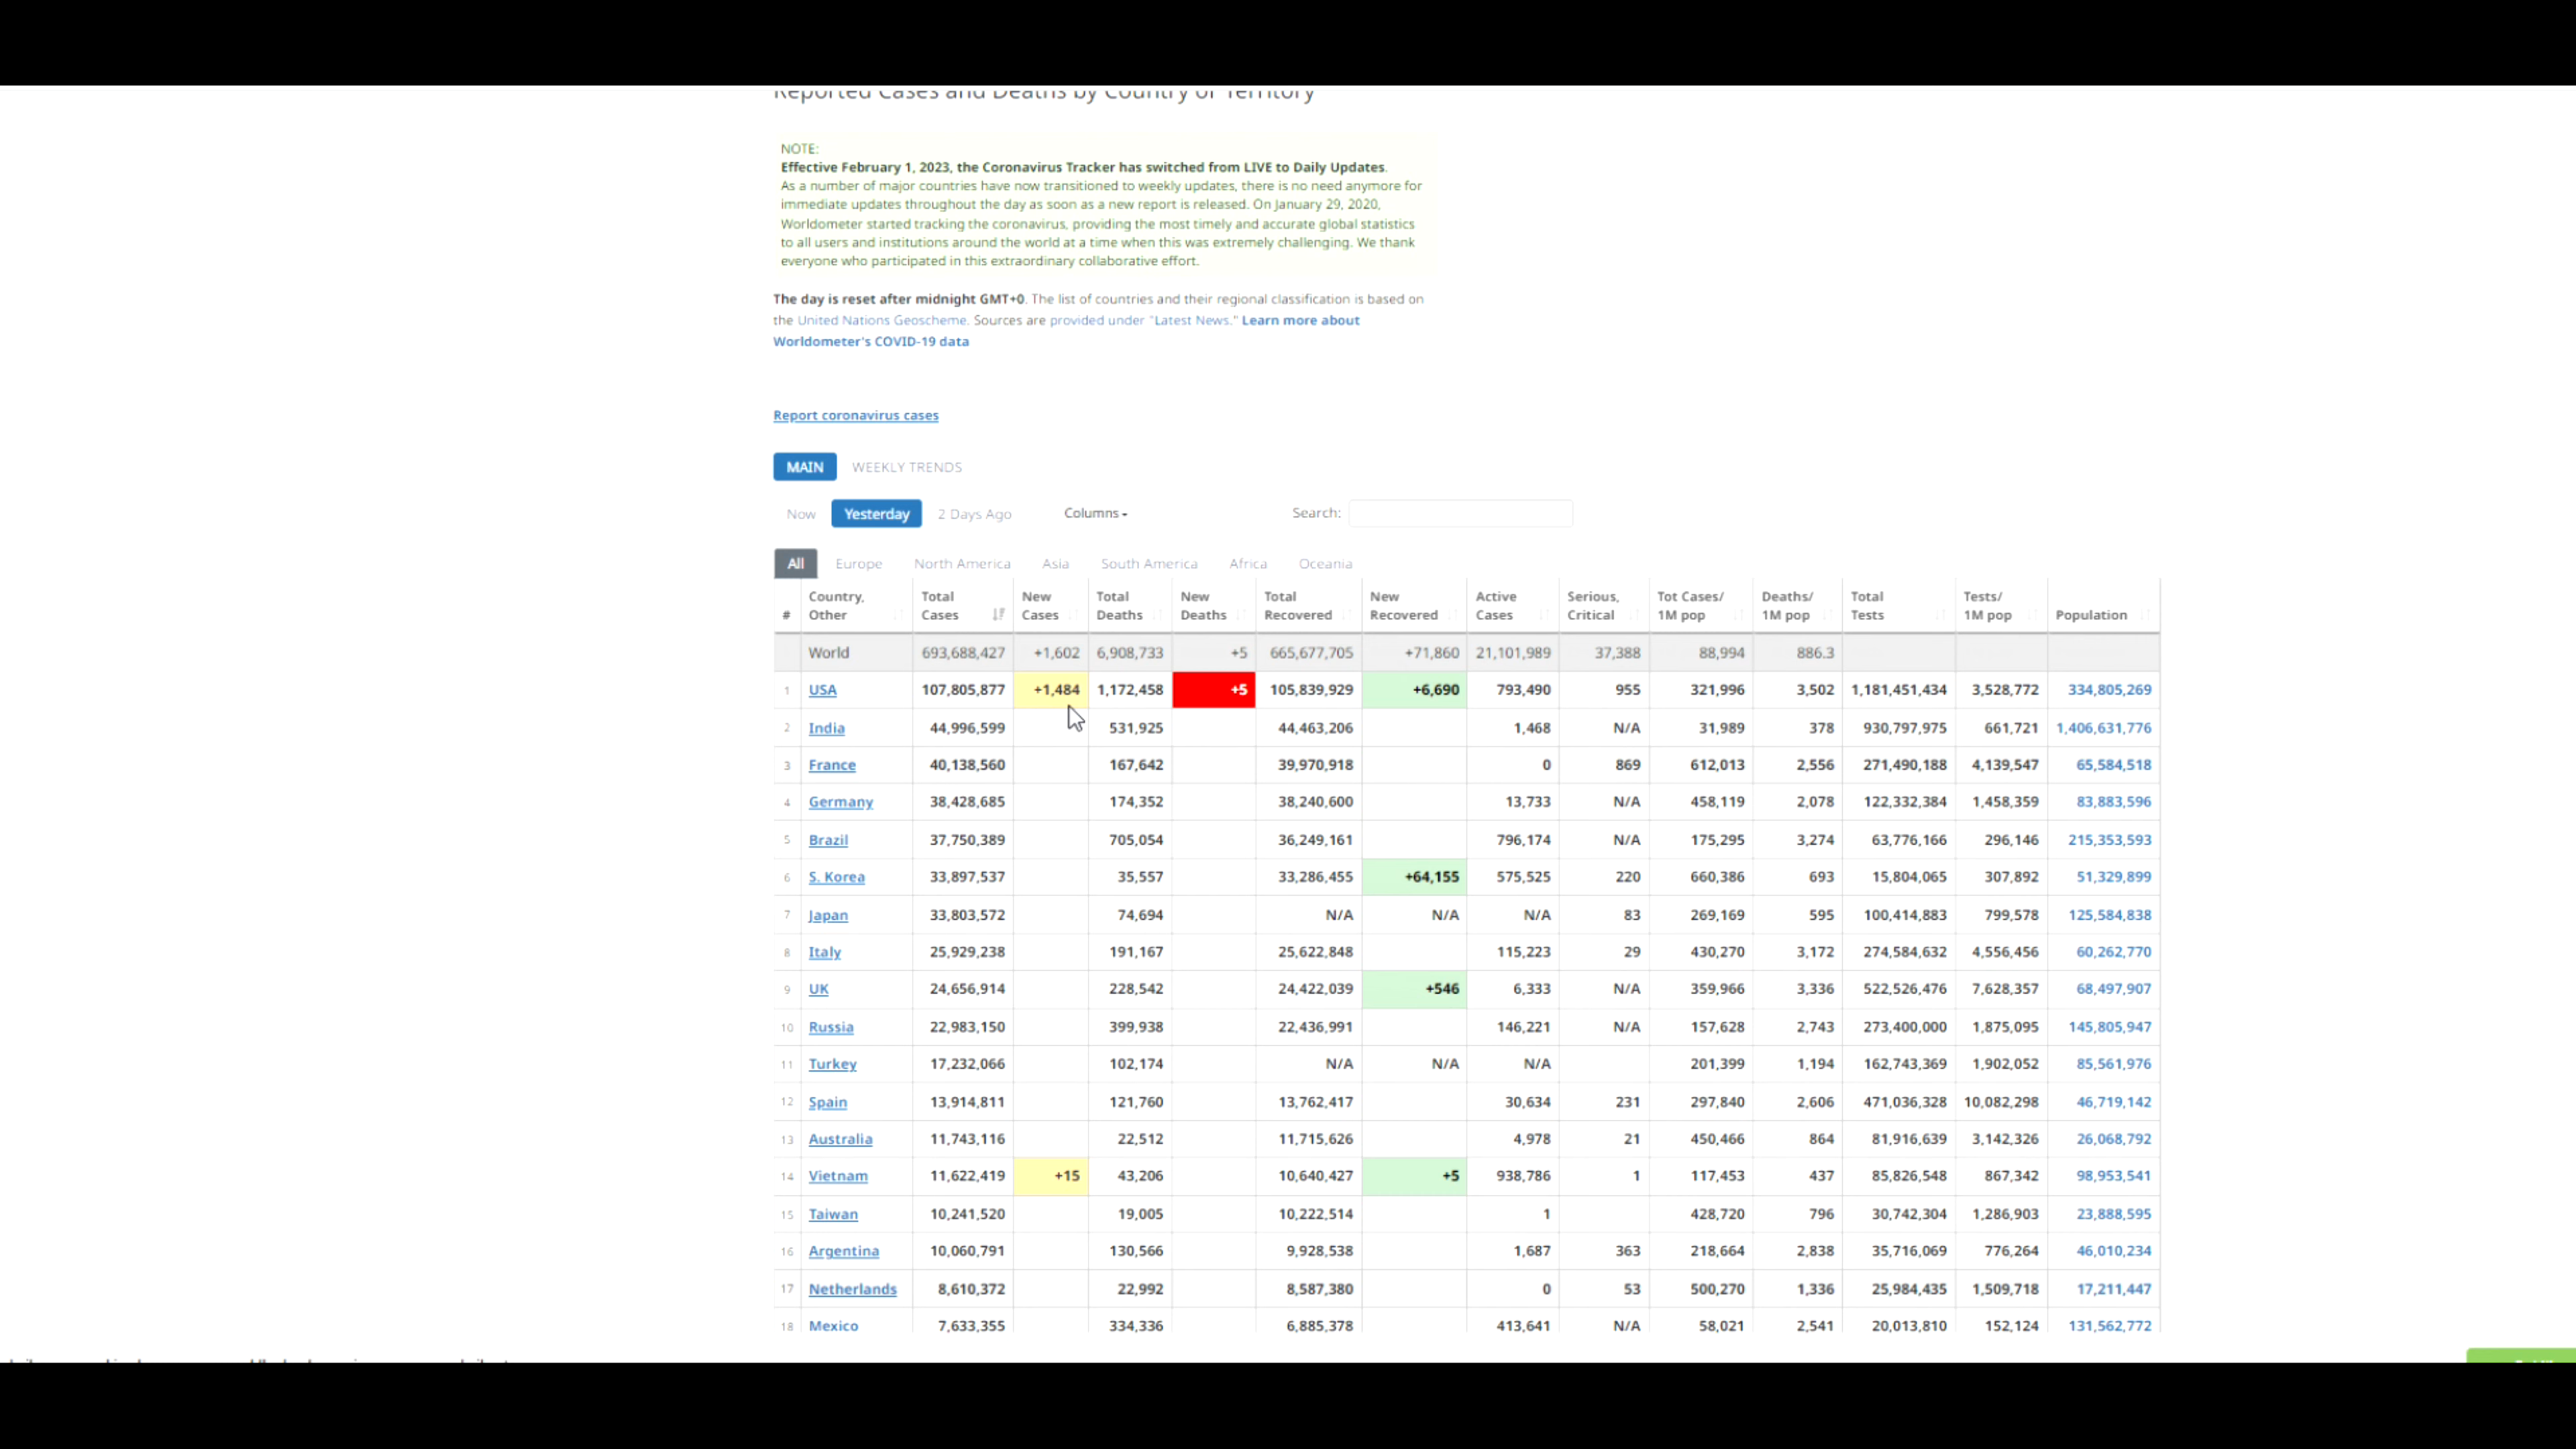 Reported Cases and Deaths by Country or Territory
NOTE:
Effective February 1, 2023, the Coronavirus Tracker has switched from LIVE to Daily Updates.
As a number of major countries have now transitioned to weekly updates, there is no need anymore for
immediate updates throughout the day as soon as a new report is released. On January 29, 2020,
Worldometer started tracking the coronavirus, providing the most timely and accurate global statistics
to all users and institutions around the world at a time when this was extremely challenging. We thank
everyone who participated in this extraordinary collaborative effort.
The day is reset after midnight GMT+0. The list of countries and their regional classification is based on
the United Nations Geoscheme. Sources are provided under "Latest News." Learn more about
Worldometer's COVID-19 data
Report coronavirus cases
MAIN WEEKLY TRENDS
Now Yesterday 2 Days Ago Columns Search:
All Europe North America Asia South America Africa Oceania
Country, Total New Total New Total New Active Serious, Tot Cases/ Deaths/ Total Tests/
# Other Cases Cases Deaths Deaths Recovered Recovered Cases Critical 1M pop 1M pop Tests 1M pop Population
World 693,688,427 +1,602 6,908,733 +5 665,677,705 +71,860 21,101,989 37,388 88,994 886.3
1 USA 107,805,877 +1,484 1,172,458 +5 105,839,929 +6,690 793,490 955 321,996 3,502 1,181,451,434 3,528,772 334,805,269
2 India 44,996,599 531,925 44,463,206 1,468 N/A 31,989 378 930,797,975 661,721 1,406,631,776
3 France 40,138,560 167,642 39,970,918 0 869 612,013 2,556 271,490,188 4,139,547 65,584,518
4 Germany 38,428,685 174,352 38,240,600 13,733 N/A 458,119 2,078 122,332,384 1,458,359 83,883,596
5 Brazil 37,750,389 705,054 36,249,161 796,174 N/A 175,295 3,274 63,776,166 296,146 215,353,593
6 S. Korea 33,897,537 35,557 33,286,455 +64,155 575,525 220 660,386 693 15,804,065 307,892 51,329,899
7 Japan 33,803,572 74,694 N/A N/A N/A 83 269,169 595 100,414,883 799,578 125,584,838
8 Italy 25,929,238 191,167 25,622,848 115,223 29 430,270 3,172 274,584,632 4,556,456 60,262,770
9 UK 24,656,914 228,542 24,422,039 +546 6,333 N/A 359,966 3,336 522,526,476 7,628,357 68,497,907
10 Russia 22,983,150 399,938 22,436,991 146,221 N/A 157,628 2,743 273,400,000 1,875,095 145,805,947
11 Turkey 17,232,066 102,174 N/A N/A N/A 201,399 1,194 162,743,369 1,902,052 85,561,976
12 Spain 13,914,811 121,760 13,762,417 30,634 231 297,840 2,606 471,036,328 10,082,298 46,719,142
13 Australia 11,743,116 22,512 11,715,626 4,978 21 450,466 864 81,916,639 3,142,326 26,068,792
14 Vietnam 11,622,419 +15 43,206 10,640,427 +5 938,786 1 117,453 437 85,826,548 867,342 98,953,541
15 Taiwan 10,241,520 19,005 10,222,514 1 428,720 796 30,742,304 1,286,903 23,888,595
16 Argentina 10,060,791 130,566 9,928,538 1,687 363 218,664 2,838 35,716,069 776,264 46,010,234
17 Netherlands 8,610,372 22,992 8,587,380 0 53 500,270 1,336 25,984,435 1,509,718 17,211,447
18 Mexico 7,633,355 334,336 6,885,378 413,641 N/A 58,021 2,541 20,013,810 152,124 131,562,772